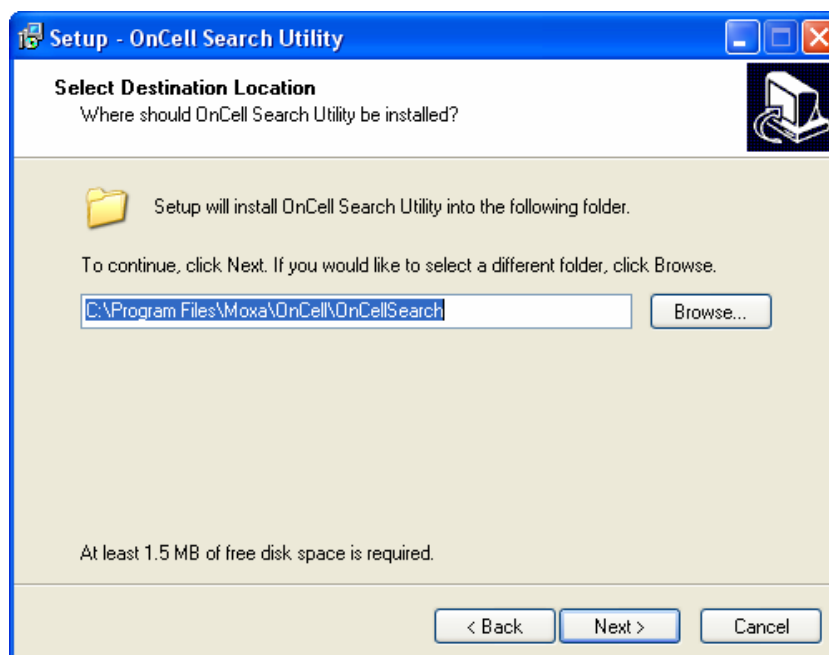 Setup - OnCell Search Utility
Select Destination Location
Where should OnCell Search Utility be installed?
Setup will install OnCell Search Utility into the following folder.
To continue, click Next. If you would like to select a different folder, click Browse.
C:\Program Files\Moxa\OnCell\OnCellSearch
Browse...
At least 1.5 MB of free disk space is required.
< Back
Next >
Cancel